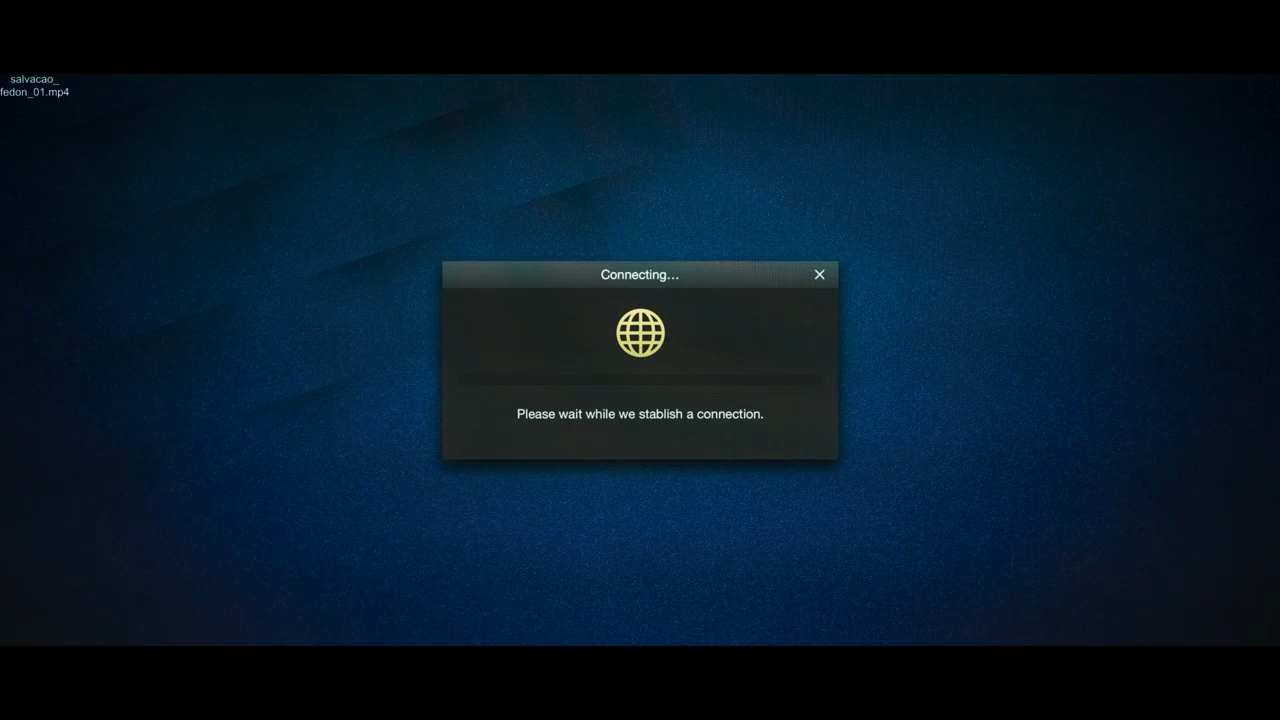 salvacao_
fedon_01.mp4
Connecting...
Please wait while we stablish a connection.